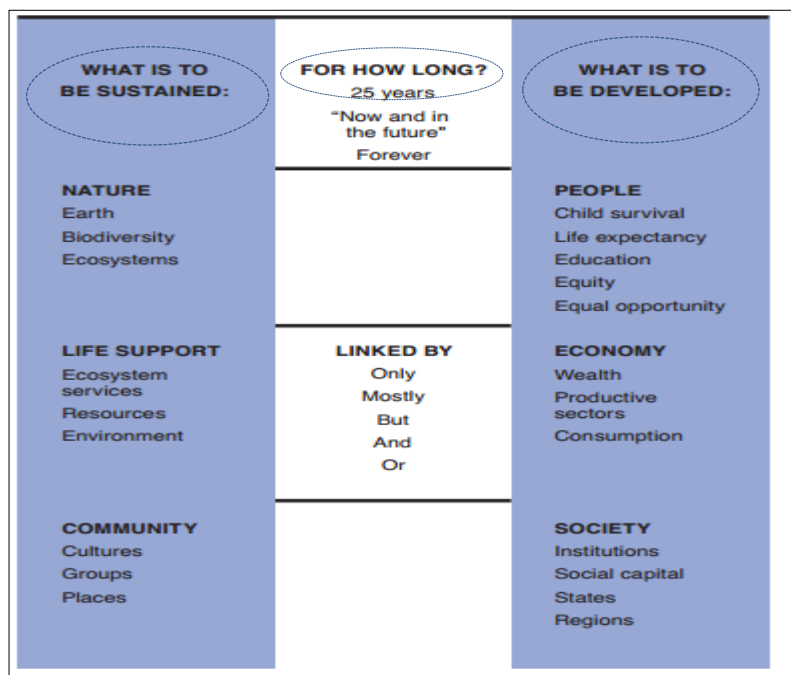 WHAT IS TO
BE SUSTAINED:
NATURE
Earth
Biodiversity
Ecosystems
LIFE SUPPORT
Ecosystem
services
Resources
Environment
COMMUNITY
Cultures
Groups
Places
FOR HOW LONG?
25 years
“Now and in
the future”
Forever
LINKED BY
Only
Mostly
But
And
Or
WHAT IS TO
BE DEVELOPED:
PEOPLE
Child survival
Life expectancy
Education
Equity
Equal opportunity
ECONOMY
Wealth
Productive
sectors
Consumption
SOCIETY
Institutions
Social capital
States
Regions